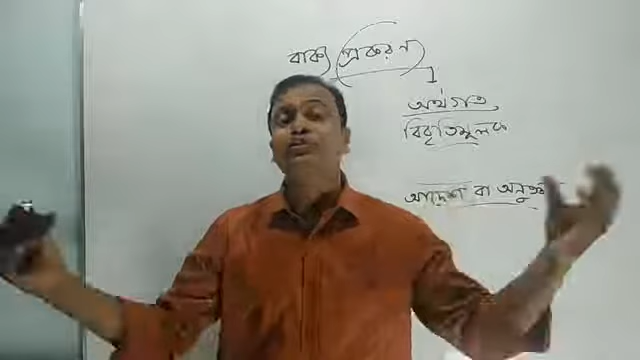 বাক্য প্রকরণ
অর্থগত
বিবৃতিমূলক
আদেশ বা